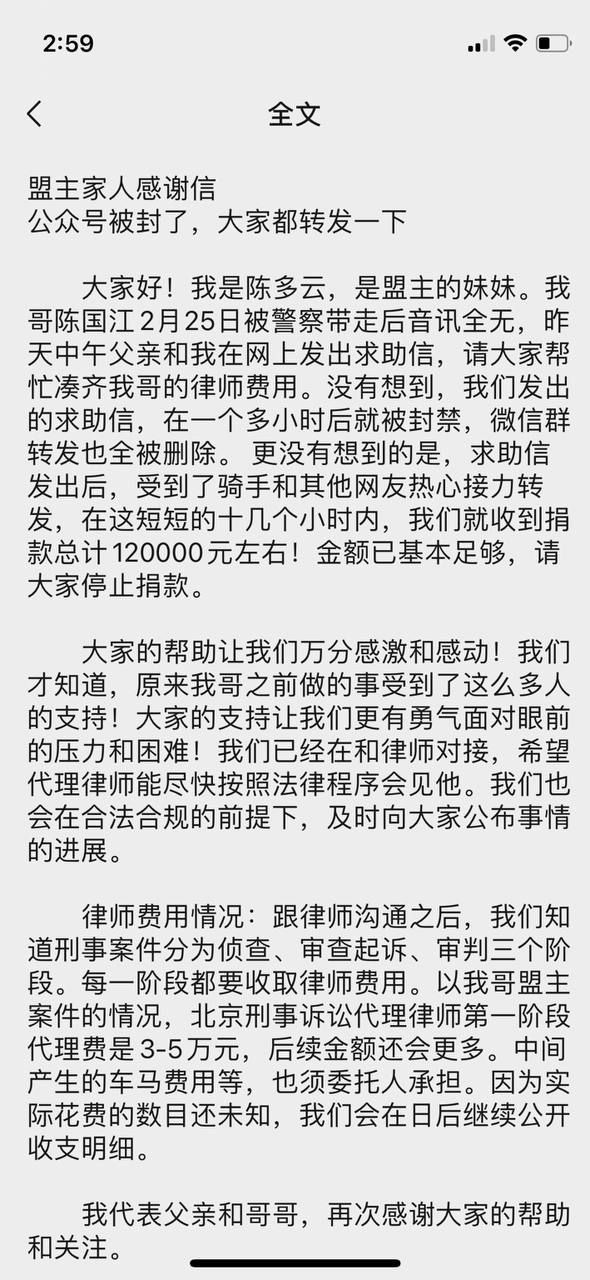 2:59
全文
盟主家人感谢信
公众号被封了，大家都转发一下
大家好！我是陈多云，是盟主的妹妹。我
哥陈国江2月25日被警察带走后音讯全无，昨
天中午父亲和我在网上发出求助信，请大家帮
忙凑齐我哥的律师费用。没有想到，我们发出
的求助信，在一个多小时后就被封禁，微信群
转发也全被删除。 更没有想到的是，求助信
发出后，受到了骑手和其他网友热心接力转
发，在这短短的十几个小时内，我们就收到捐
款总计120000元左右！金额已基本足够，请
大家停止捐款。
大家的帮助让我们万分感激和感动！我们
才知道，原来我哥之前做的事受到了这么多人
的支持！大家的支持让我们更有勇气面对眼前
的压力和困难！我们已经在和律师对接，希望
代理律师能尽快按照法律程序会见他。我们也
会在合法合规的前提下，及时向大家公布事情
的进展。
律师费用情况：跟律师沟通之后，我们知
道刑事案件分为侦查、审查起诉、审判三个阶
段。每一阶段都要收取律师费用。以我哥盟主
案件的情况，北京刑事诉讼代理律师第一阶段
代理费是3-5万元，后续金额还会更多。中间
产生的车马费用等，也须委托人承担。因为实
际花费的数目还未知，我们会在日后继续公开
收支明细。
我代表父亲和哥哥，再次感谢大家的帮助
和关注。